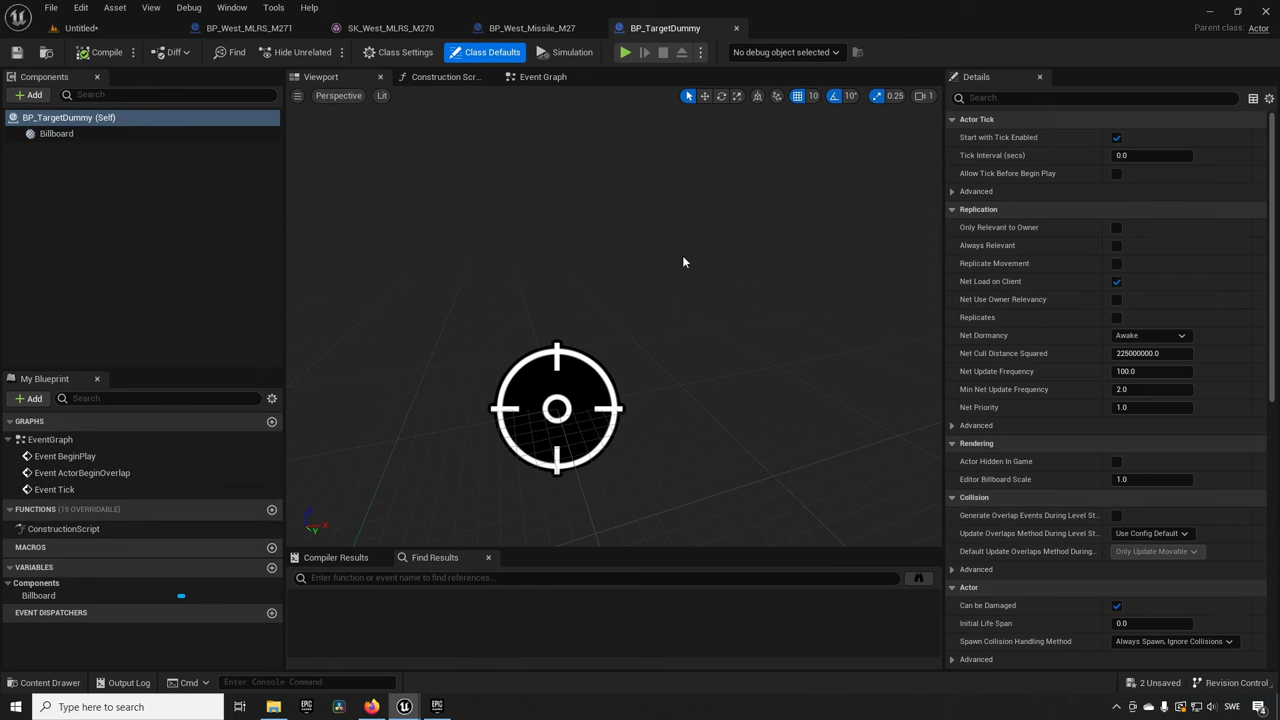 File Edit Asset View Debug Window Tools Help
Untitled* BP_West_MLRS_M271 SK_West_MLRS_M270 BP_West_Missile_M27 BP_TargetDummy
Parent class: Actor
Compile Diff Find Hide Unrelated Class Settings Class Defaults Simulation No debug object selected
Components
Add Search
BP_TargetDummy (Self)
Billboard
My Blueprint
Add Search
GRAPHS
EventGraph
Event BeginPlay
Event ActorBeginOverlap
Event Tick
FUNCTIONS (19 OVERRIDABLE)
ConstructionScript
MACROS
VARIABLES
Components
Billboard
EVENT DISPATCHERS
Viewport Construction Scr... Event Graph
Perspective Lit 10 10° 0.25 1
Z X Y
Compiler Results Find Results
Enter function or event name to find references...
Details
Search
Actor Tick
Start with Tick Enabled
Tick Interval (secs) 0.0
Allow Tick Before Begin Play
Advanced
Replication
Only Relevant to Owner
Always Relevant
Replicate Movement
Net Load on Client
Net Use Owner Relevancy
Replicates
Net Dormancy Awake
Net Cull Distance Squared 225000000.0
Net Update Frequency 100.0
Min Net Update Frequency 2.0
Net Priority 1.0
Advanced
Rendering
Actor Hidden In Game
Editor Billboard Scale 1.0
Collision
Generate Overlap Events During Level St...
Update Overlaps Method During Level St... Use Config Default
Default Update Overlaps Method During... Only Update Movable
Advanced
Actor
Can be Damaged
Initial Life Span 0.0
Spawn Collision Handling Method Always Spawn, Ignore Collisions
Advanced
Content Drawer Output Log Cmd Enter Console Command 2 Unsaved Revision Control
Type here to search
SWE